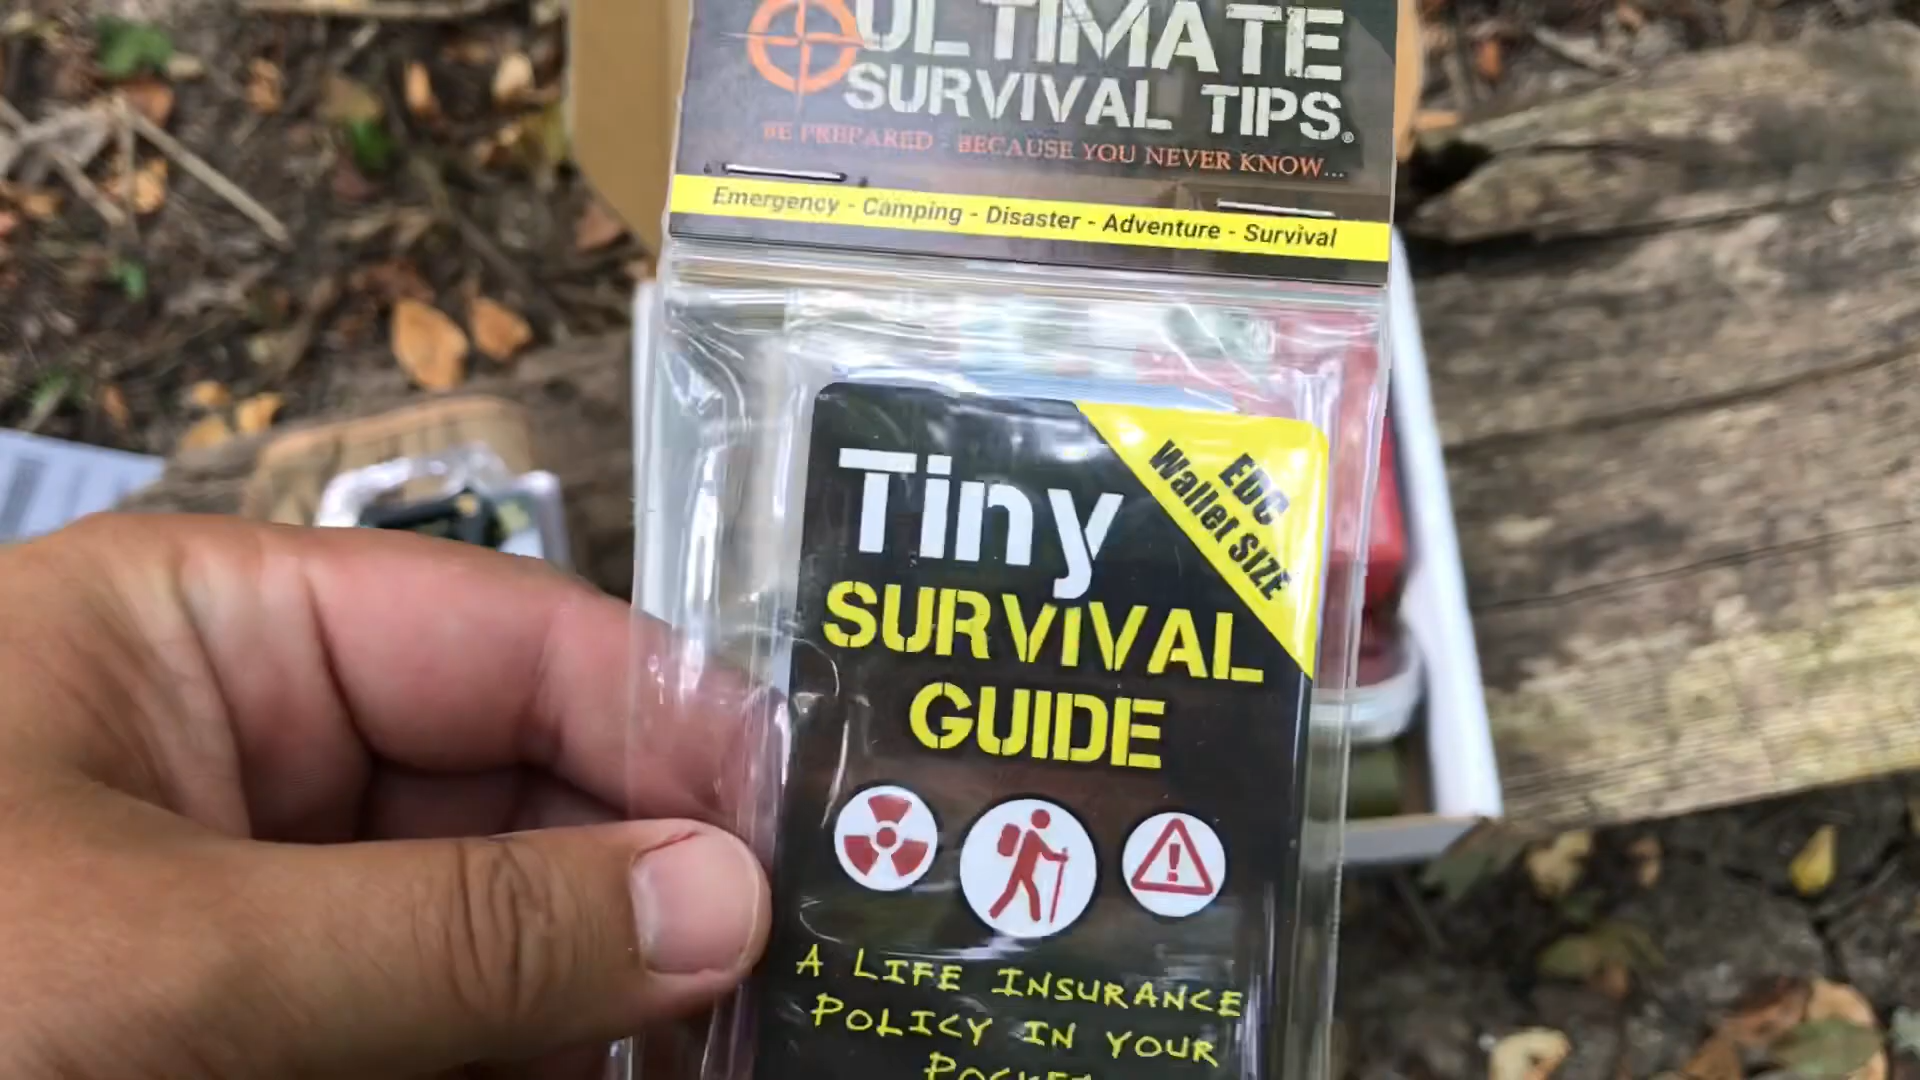 ULTIMATE
SURVIVAL TIPS®
BE PREPARED - BECAUSE YOU NEVER KNOW...
Emergency - Camping - Disaster - Adventure - Survival
EDC
Wallet SIZE
Tiny
SURVIVAL
GUIDE
A LIFE INSURANCE
POLICY IN YOUR
POCKET